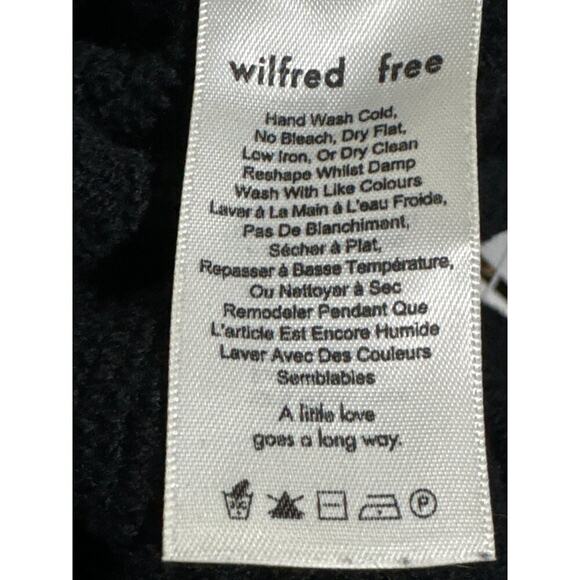 wilfred free
Hand Wash Cold,
No Bleach, Dry Flat,
Low Iron, Or Dry Clean
Reshape Whilst Damp
Wash With Like Colours
Laver à La Main à L'eau Froide,
Pas De Blanchiment,
Sécher à Plat,
Repasser à Basse Température,
Ou Nettoyer à Sec
Remodeler Pendant Que
L'article Est Encore Humide
Laver Avec Des Couleurs
Semblables
A little love
goes a long way.
30C P